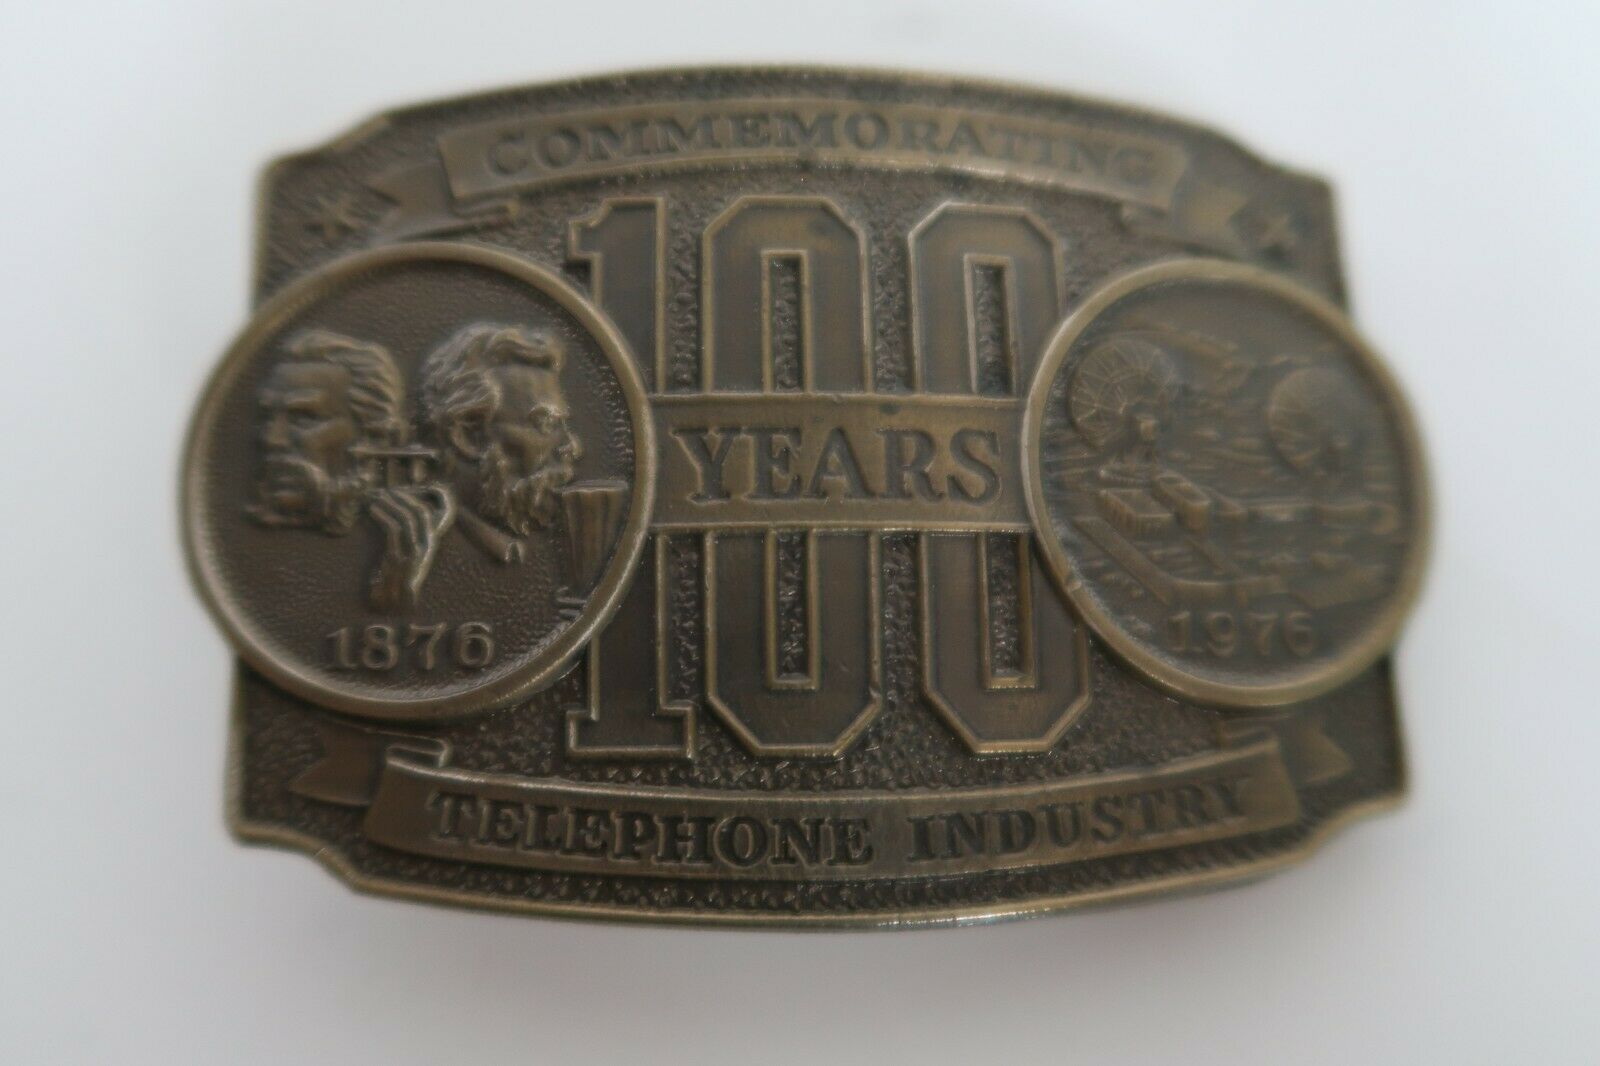 COMMEMORATING
100
YEARS
1876
1976
TELEPHONE INDUSTRY